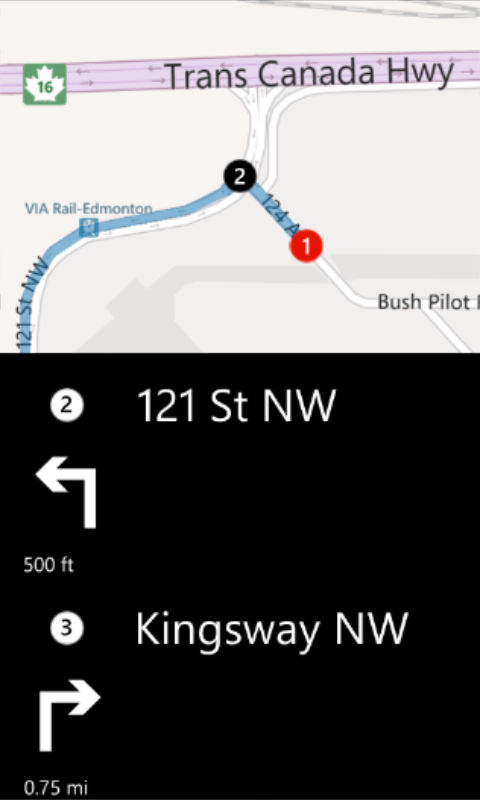 16
Trans Canada Hwy
2
VIA Rail-Edmonton
124 A
1
121 St NW
Bush Pilot
2
121 St NW
500 ft
3
Kingsway NW
0.75 mi